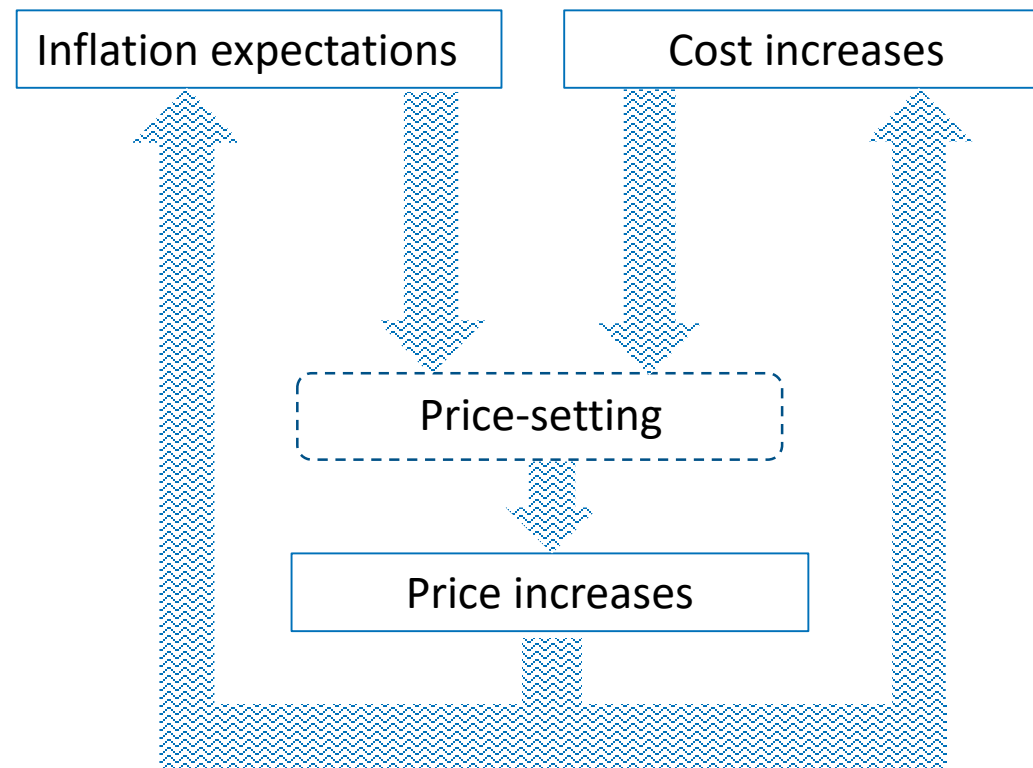 Inflation expectations
Cost increases
Price-setting
Price increases